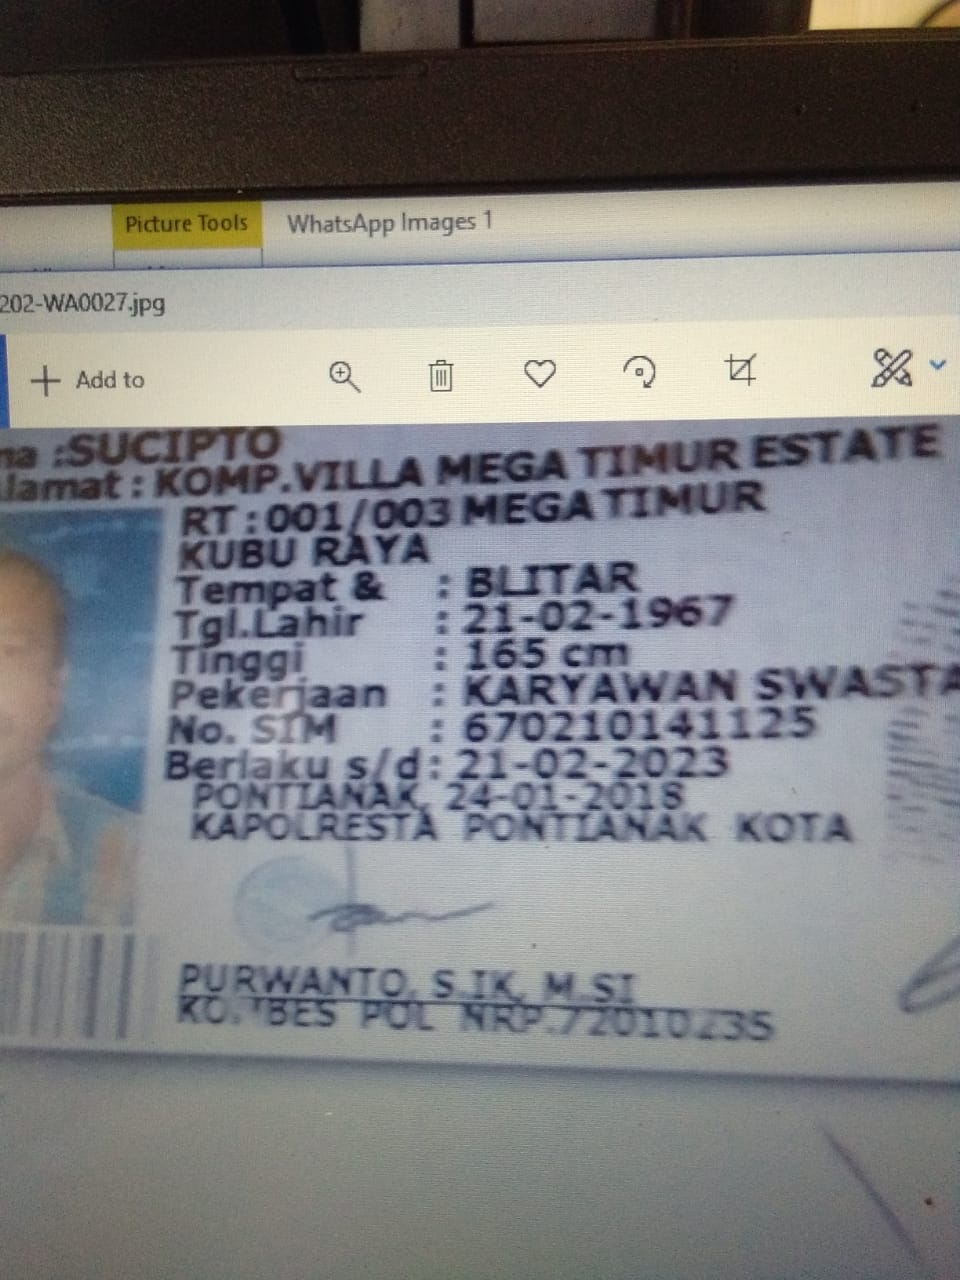 Picture Tools WhatsApp Images 1
202-WA0027.jpg
Add to
na :SUCIPTO
lamat : KOMP.VILLA MEGA TIMUR ESTATE
RT : 001/003 MEGA TIMUR
KUBU RAYA
Tempat & : BLITAR
Tgl.Lahir : 21-02-1967
Tinggi : 165 cm
Pekerjaan : KARYAWAN SWASTA
No. SIM : 670210141125
Berlaku s/d : 21-02-2023
PONTIANAK, 24-01-2018
KAPOLRESTA PONTIANAK KOTA
PURWANTO, S.IK, M.SI
BES POL NRP.